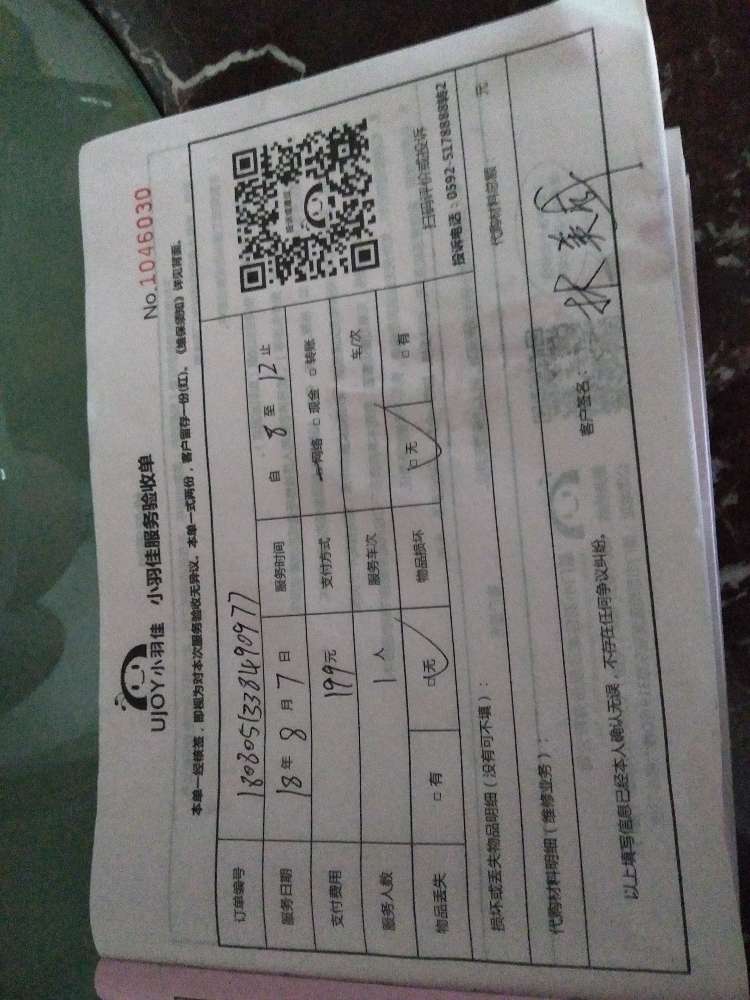 UJOY小羽佳 小羽佳服务验收单
No.1046030
本单一经核签，即视为对本次服务验收无异议。本单一式两份，客户留存一份(红)。《维保须知》详见背面。
订单编号 180805133849097 7
服务日期 18年8月7日 服务时间 自 8 至 12 止
支付费用 199元 支付方式 网络 □ 现金 □ 转账
服务人数 1 人 服务车次 车/次
物品丢失 □ 有 □ 无 物品损坏 □ 无 □ 有
扫码评价或投诉
投诉电话：0592-5178888转2
损坏或丢失物品明细（没有可不填）：
代购材料明细（维修业务）： 代购材料总额 元
以上填写信息已经本人确认无误，不存在任何争议纠纷。
客户签名：